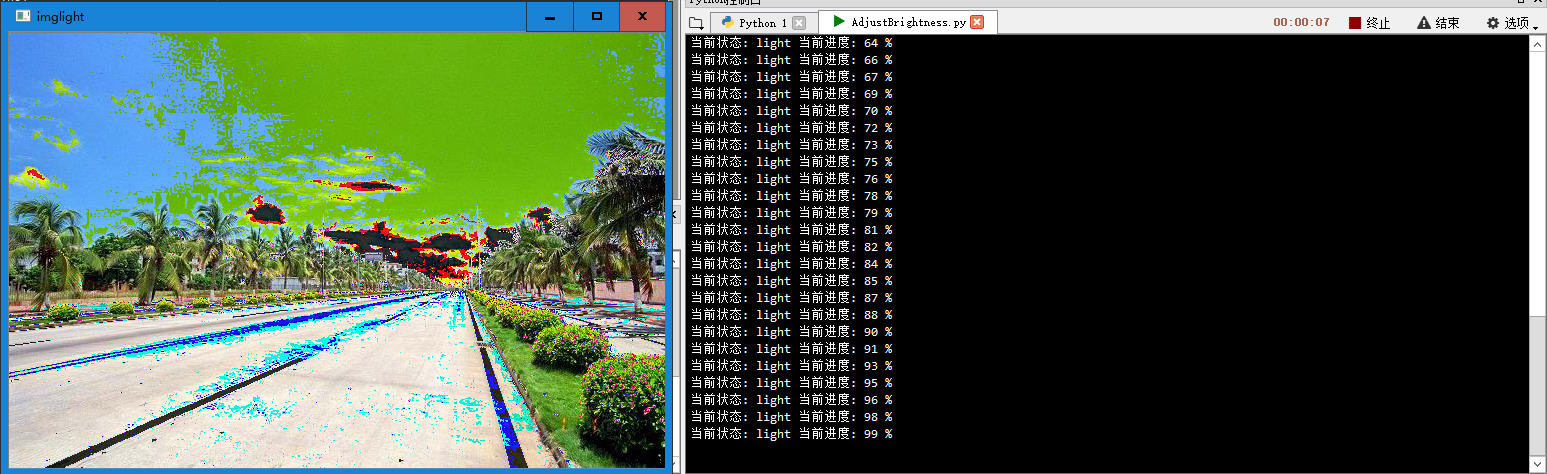 imglight
Python 1
AdjustBrightness.py
00:00:07
终止
结束
选项
当前状态: light 当前进度: 64 %
当前状态: light 当前进度: 66 %
当前状态: light 当前进度: 67 %
当前状态: light 当前进度: 69 %
当前状态: light 当前进度: 70 %
当前状态: light 当前进度: 72 %
当前状态: light 当前进度: 73 %
当前状态: light 当前进度: 75 %
当前状态: light 当前进度: 76 %
当前状态: light 当前进度: 78 %
当前状态: light 当前进度: 79 %
当前状态: light 当前进度: 81 %
当前状态: light 当前进度: 82 %
当前状态: light 当前进度: 84 %
当前状态: light 当前进度: 85 %
当前状态: light 当前进度: 87 %
当前状态: light 当前进度: 88 %
当前状态: light 当前进度: 90 %
当前状态: light 当前进度: 91 %
当前状态: light 当前进度: 93 %
当前状态: light 当前进度: 95 %
当前状态: light 当前进度: 96 %
当前状态: light 当前进度: 98 %
当前状态: light 当前进度: 99 %